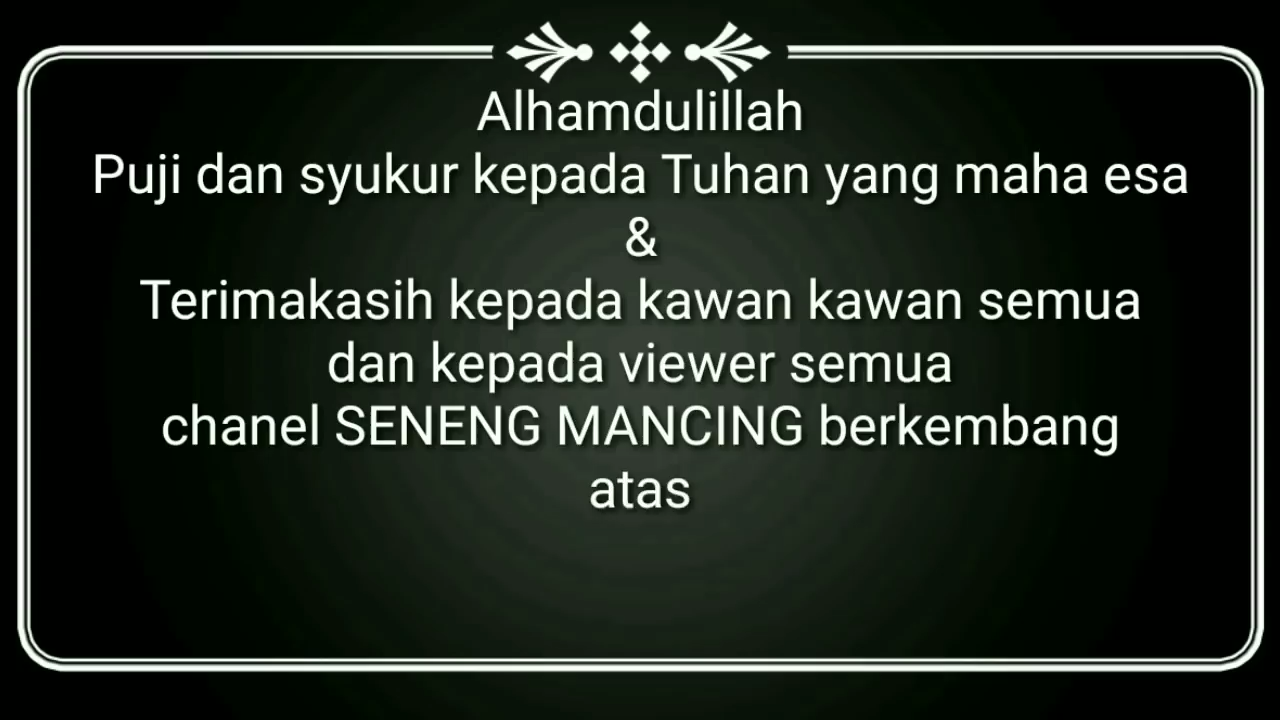 Alhamdulillah
Puji dan syukur kepada Tuhan yang maha esa
&
Terimakasih kepada kawan kawan semua
dan kepada viewer semua
chanel SENENG MANCING berkembang
atas